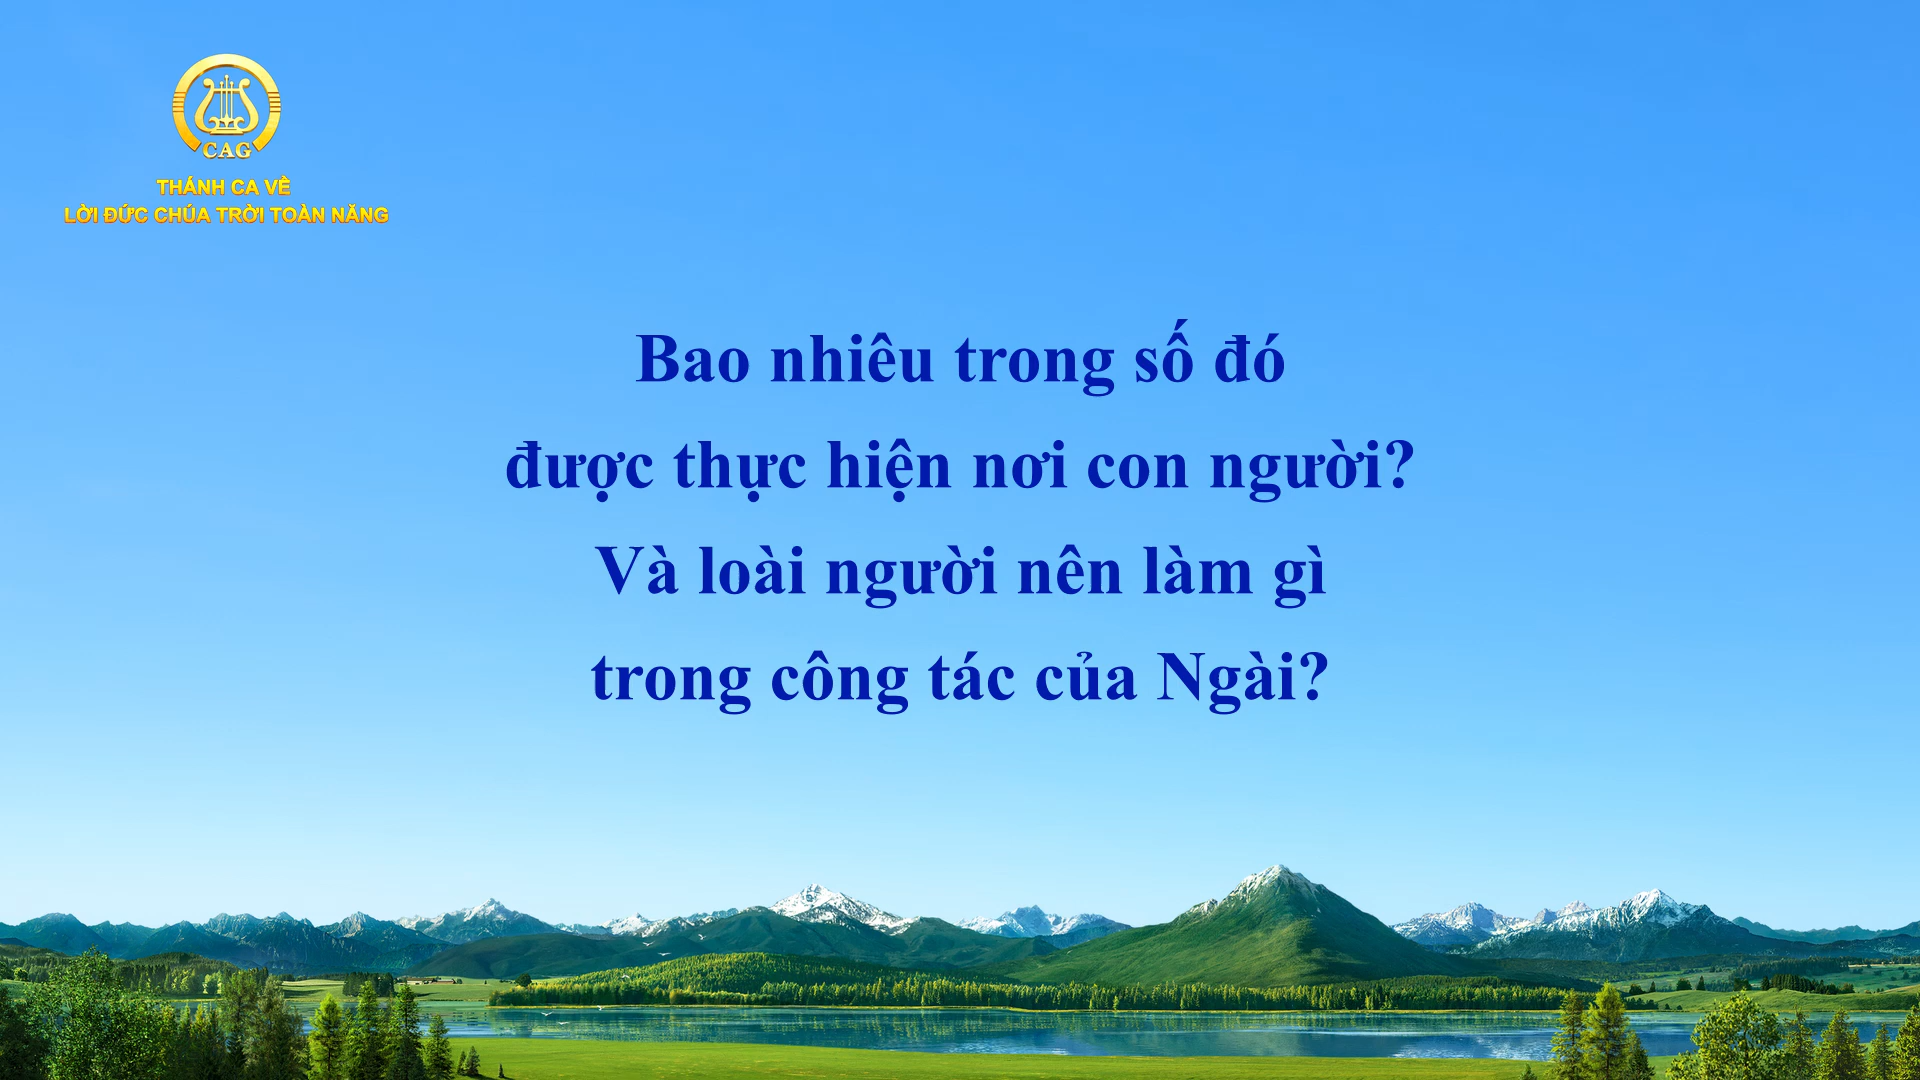 CAG
THÁNH CA VỀ
LỜI ĐỨC CHÚA TRỜI TOÀN NĂNG
Bao nhiêu trong số đó
được thực hiện nơi con người?
Và loài người nên làm gì
trong công tác của Ngài?